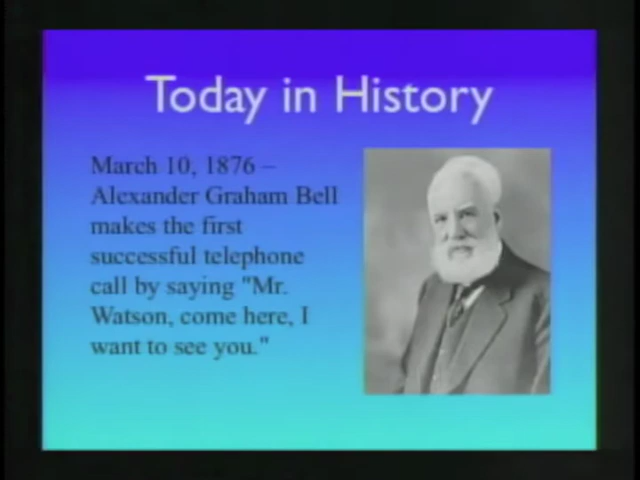 Today in History
March 10, 1876 –
Alexander Graham Bell
makes the first
successful telephone
call by saying "Mr.
Watson, come here, I
want to see you."